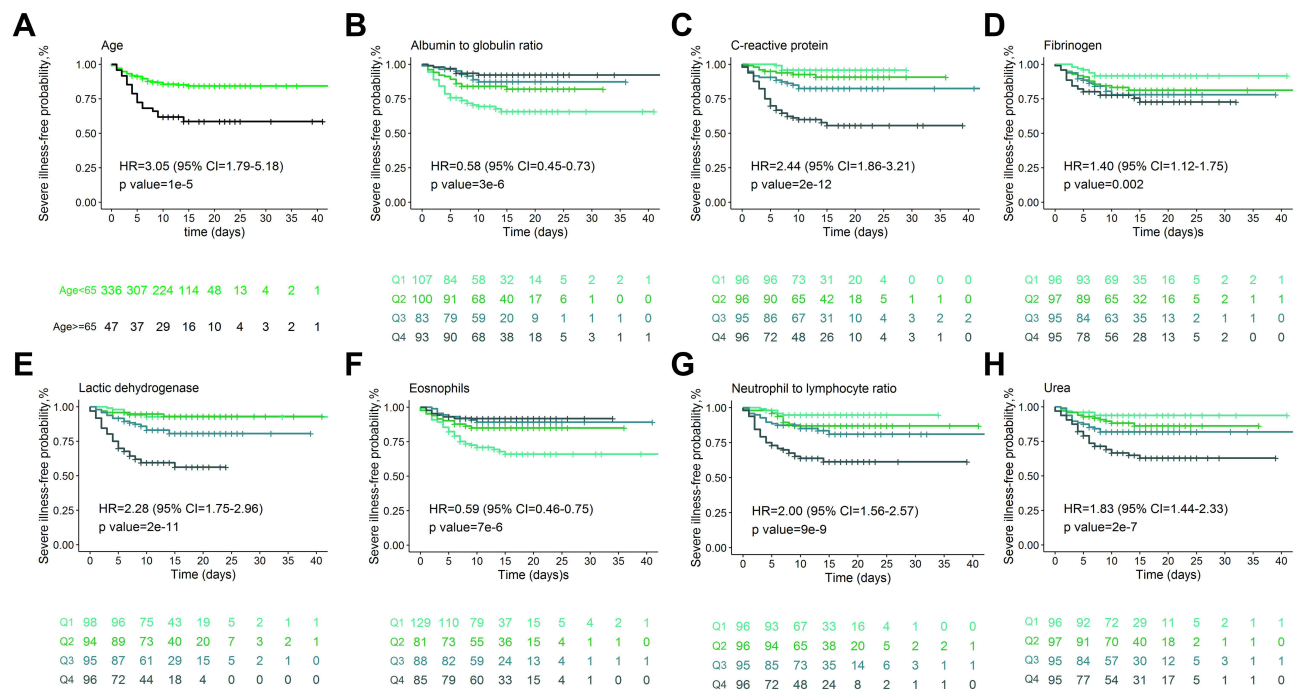 A
Age
Severe illness-free probability,%
1.00
0.75
0.50
0.25
0.00
HR=3.05 (95% CI=1.79-5.18)
p value=1e-5
0 5 10 15 20 25 30 35 40
time (days)
Age<65 336 307 224 114 48 13 4 2 1
Age>=65 47 37 29 16 10 4 3 2 1
B
Albumin to globulin ratio
Severe illness-free probability,%
1.00
0.75
0.50
0.25
0.00
HR=0.58 (95% CI=0.45-0.73)
p value=3e-6
0 5 10 15 20 25 30 35 40
Time (days)
Q1 107 84 58 32 14 5 2 2 1
Q2 100 91 68 40 17 6 1 0 0
Q3 83 79 59 20 9 1 1 1 0
Q4 93 90 68 38 18 5 3 1 1
C
C-reactive protein
Severe illness-free probability,%
1.00
0.75
0.50
0.25
0.00
HR=2.44 (95% CI=1.86-3.21)
p value=2e-12
0 5 10 15 20 25 30 35 40
Time (days)
Q1 96 96 73 31 20 4 0 0 0
Q2 96 90 65 42 18 5 1 1 0
Q3 95 86 67 31 10 4 3 2 2
Q4 96 72 48 26 10 4 3 1 0
D
Fibrinogen
Severe illness-free probability,%
1.00
0.75
0.50
0.25
0.00
HR=1.40 (95% CI=1.12-1.75)
p value=0.002
0 5 10 15 20 25 30 35 40
Time (days)s
Q1 96 93 69 35 16 5 2 2 1
Q2 97 89 65 32 16 5 2 1 1
Q3 95 84 63 35 13 2 1 1 0
Q4 95 78 56 28 13 5 2 0 0
E
Lactic dehydrogenase
Severe illness-free probability,%
1.00
0.75
0.50
0.25
0.00
HR=2.28 (95% CI=1.75-2.96)
p value=2e-11
0 5 10 15 20 25 30 35 40
Time (days)
Q1 98 96 75 43 19 5 2 1 1
Q2 94 89 73 40 20 7 3 2 1
Q3 95 87 61 29 15 5 2 1 0
Q4 96 72 44 18 4 0 0 0 0
F
Eosnophils
Severe illness-free probability,%
1.00
0.75
0.50
0.25
0.00
HR=0.59 (95% CI=0.46-0.75)
p value=7e-6
0 5 10 15 20 25 30 35 40
Time (days)s
Q1 129 110 79 37 15 5 4 2 1
Q2 81 73 55 36 15 4 1 1 0
Q3 88 82 59 24 13 4 1 1 1
Q4 85 79 60 33 15 4 1 0 0
G
Neutrophil to lymphocyte ratio
Severe illness-free probability,%
1.00
0.75
0.50
0.25
0.00
HR=2.00 (95% CI=1.56-2.57)
p value=9e-9
0 5 10 15 20 25 30 35 40
Time (days)
Q1 96 93 67 33 16 4 1 0 0
Q2 96 94 65 38 20 5 2 2 1
Q3 95 85 73 35 14 6 3 1 1
Q4 96 72 48 24 8 2 1 1 0
H
Urea
Severe illness-free probability,%
1.00
0.75
0.50
0.25
0.00
HR=1.83 (95% CI=1.44-2.33)
p value=2e-7
0 5 10 15 20 25 30 35 40
Time (days)
Q1 96 92 72 29 11 5 2 1 1
Q2 97 91 70 40 18 2 1 1 0
Q3 95 84 57 30 12 5 3 1 1
Q4 95 77 54 31 17 5 1 1 0